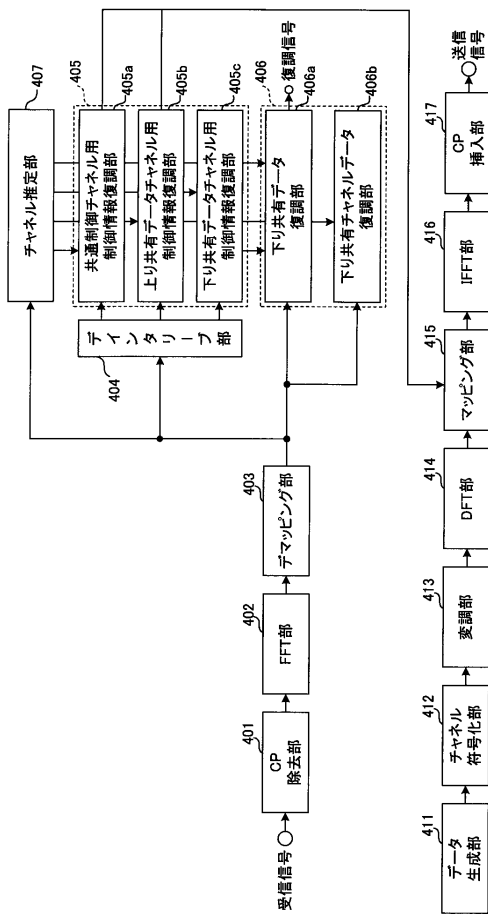 407
チャネル推定部
405
405a
共通制御チャネル用
制御情報復調部
405b
上り共有データチャネル用
制御情報復調部
405c
下り共有データチャネル用
制御情報復調部
406
406a
下り共有データ
復調部
復調信号
406b
下り共有チャネルデータ
復調部
404
デインタリーブ部
403
デマッピング部
402
FFT部
401
CP
除去部
受信信号
411
データ
生成部
412
チャネル
符号化部
413
変調部
414
DFT部
415
マッピング部
416
IFFT部
417
CP
挿入部
送信
信号